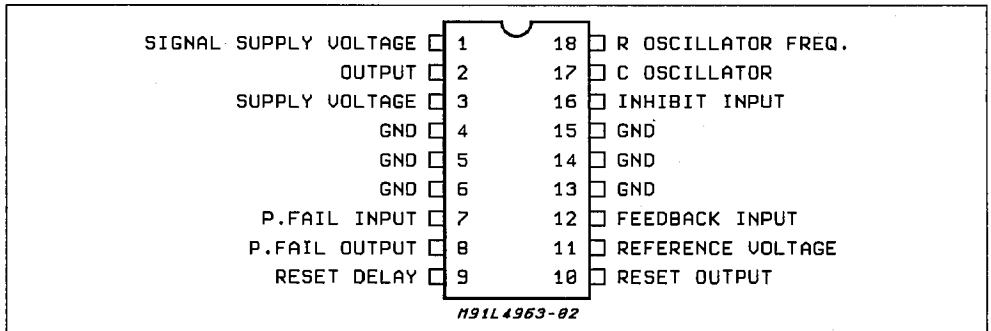 SIGNAL SUPPLY VOLTAGE 1 18 R OSCILLATOR FREQ.
OUTPUT 2 17 C OSCILLATOR
SUPPLY VOLTAGE 3 16 INHIBIT INPUT
GND 4 15 GND
GND 5 14 GND
GND 6 13 GND
P.FAIL INPUT 7 12 FEEDBACK INPUT
P.FAIL OUTPUT 8 11 REFERENCE VOLTAGE
RESET DELAY 9 10 RESET OUTPUT
M91L4963-02